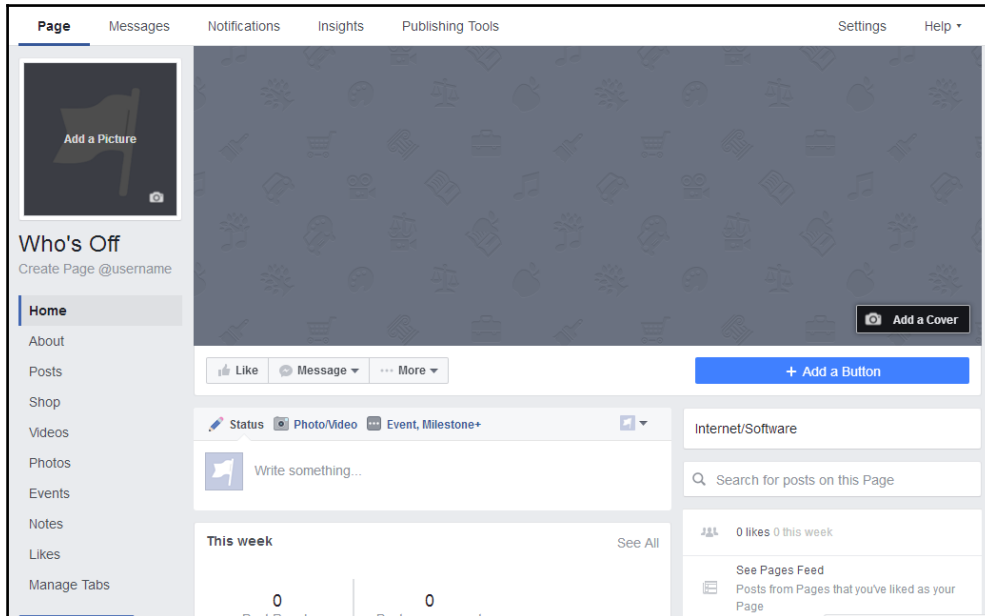 Page Messages Notifications Insights Publishing Tools Settings Help
Add a Picture
Who's Off
Create Page @username
Home
About
Posts
Shop
Videos
Photos
Events
Notes
Likes
Manage Tabs
Add a Cover
Like Message ··· More
+ Add a Button
Status Photo/Video Event, Milestone+
Write something...
This week See All
0 0
Internet/Software
Search for posts on this Page
0 likes 0 this week
See Pages Feed
Posts from Pages that you've liked as your
Page